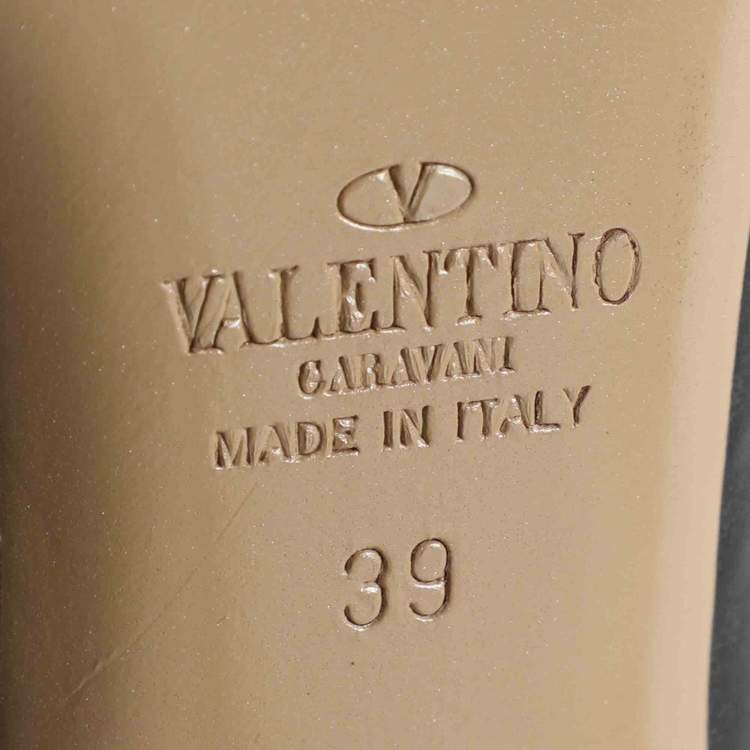 V
VALENTINO
GARAVANI
MADE IN ITALY
39